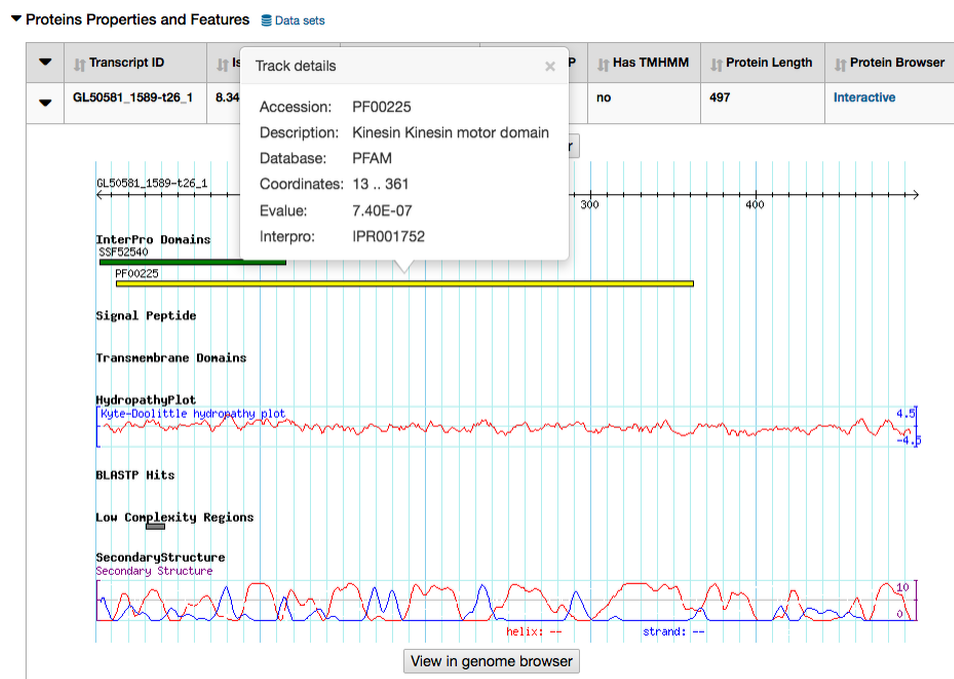 Proteins Properties and Features Data sets
Transcript ID Is P Has TMHMM Protein Length Protein Browser
GL50581_1589-t26_1 8.34 no 497 Interactive
Track details ×
Accession: PF00225
Description: Kinesin Kinesin motor domain
Database: PFAM
Coordinates: 13 .. 361
Evalue: 7.40E-07
Interpro: IPR001752
r
GL50581_1589-t26_1
300 400
InterPro Domains
SSF52540
PF00225
Signal Peptide
Transmembrane Domains
HydropathyPlot
Kyte-Doolittle hydropathy plot 4.5
-4.5
BLASTP Hits
Low Complexity Regions
SecondaryStructure
Secondary Structure
10
0
helix: -- strand: --
View in genome browser